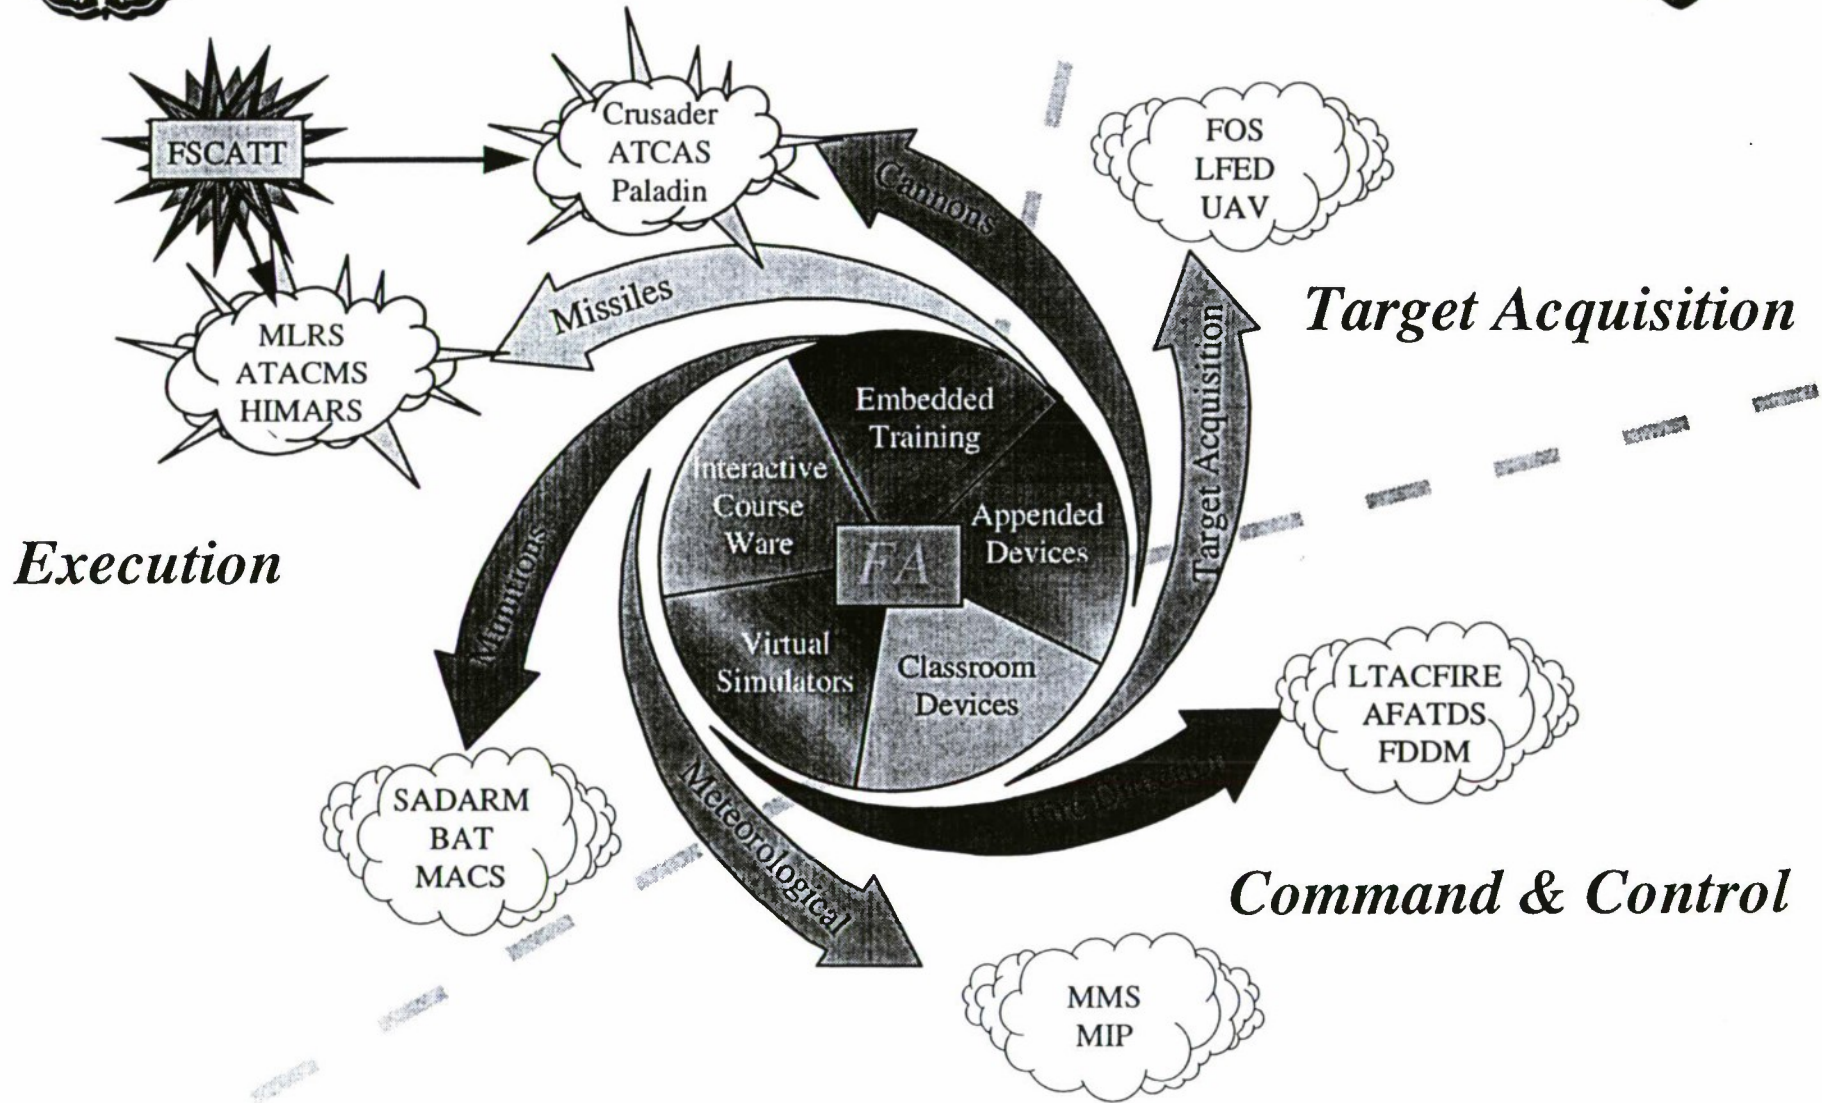 FSCATT
Crusader
ATCAS
Paladin
Cannons
FOS
LFED
UAV
Target Acquisition
Target Acquisition
Missiles
MLRS
ATACMS
HIMARS
Execution
Munitions
Embedded
Training
Interactive
Course
Ware
Appended
Devices
FA
Virtual
Simulators
Classroom
Devices
LTACFIRE
AFATDS
FDDM
SADARM
BAT
MACS
Meteorological
Command & Control
MMS
MIP